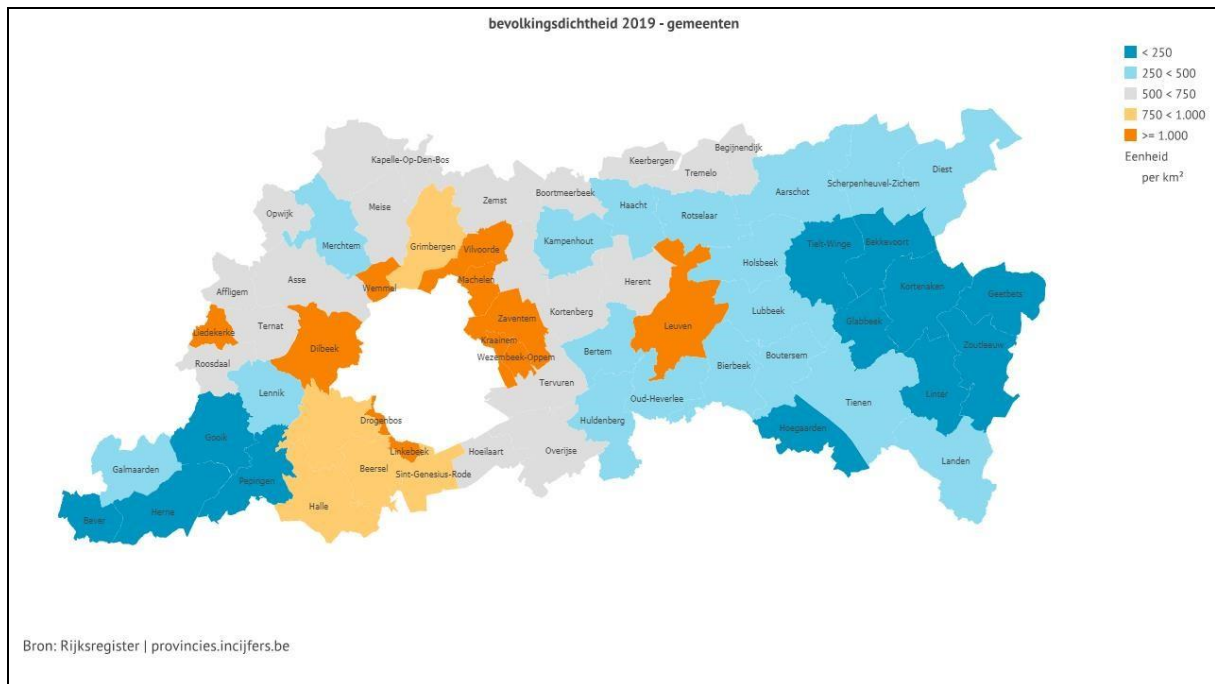 bevolkingsdichtheid 2019 - gemeenten
< 250
250 < 500
500 < 750
750 < 1.000
>= 1.000
Eenheid
per km²
Kapelle-Op-Den-Bos
Keerbergen
Begijnendijk
Tremelo
Diest
Scherpenheuvel-Zichem
Aarschot
Boortmeerbeek
Zemst
Meise
Opwijk
Haacht
Rotselaar
Merchtem
Grimbergen
Vilvoorde
Kampenhout
Tielt-Winge
Bekkevoort
Holsbeek
Asse
Affligem
Wemmel
Machelen
Herent
Kortenaken
Geetbets
Kortenberg
Lubbeek
Glabbeek
Zaventem
Liedekerke
Ternat
Dilbeek
Leuven
Kraainem
Wezembeek-Oppem
Zoutleeuw
Bertem
Boutersem
Bierbeek
Roosdaal
Tervuren
Lennik
Linter
Oud-Heverlee
Tienen
Drogenbos
Huldenberg
Hoegaarden
Gooik
Linkebeek
Hoeilaart
Overijse
Landen
Galmaarden
Pepingen
Beersel
Sint-Genesius-Rode
Halle
Herne
Bever
Bron: Rijksregister | provincies.incijfers.be